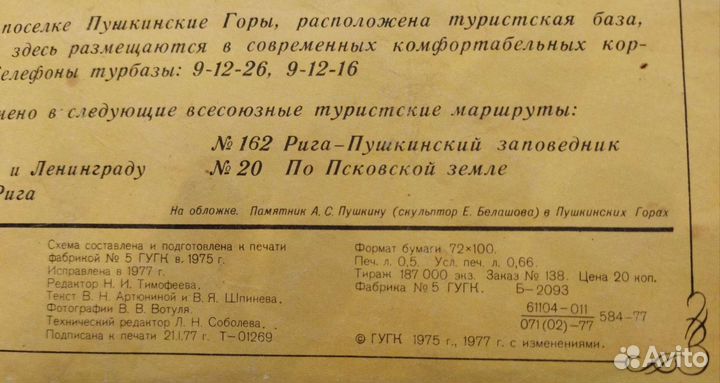 поселке Пушкинские Горы, расположена туристская база,
здесь размещаются в современных комфортабельных кор-
Телефоны турбазы: 9-12-26, 9-12-16
в следующие всесоюзные туристские маршруты:
№ 162 Рига–Пушкинский заповедник
и Ленинграду № 20 По Псковской земле
Рига
На обложке. Памятник А.С. Пушкину (скульптор Е. Белашова) в Пушкинских Горах
Схема составлена и подготовлена к печати
фабрикой № 5 ГУГК в 1975 г.
Исправлена в 1977 г.
Редактор Н. И. Тимофеева,
Текст В. Н. Артюниной и В. Я. Шпинева,
Фотографии В. В. Вотуля.
Технический редактор Л. Н. Соболева,
Подписана к печати 21.1.77 г. Т–01269
Формат бумаги 72×100.
Печ. л. 0,5. Усл. печ. л. 0,66.
Тираж 187 000 экз. Заказ № 138. Цена 20 коп.
Фабрика № 5 ГУГК. Б–2093
61104–011
071(02)–77
584–77
© ГУГК 1975 г., 1977 г. с изменениями.
Avito